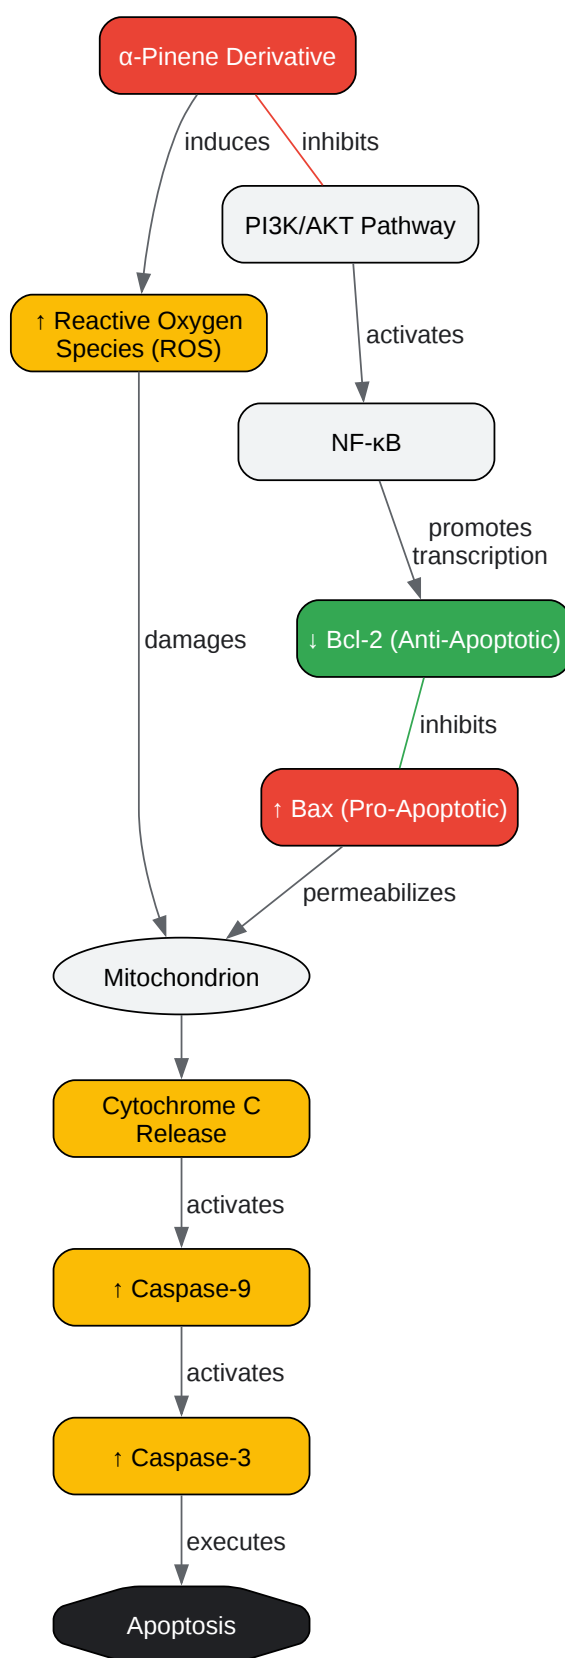 α-Pinene Derivative
induces
inhibits
PI3K/AKT Pathway
↑ Reactive Oxygen
Species (ROS)
activates
NF-κB
promotes
transcription
damages
↓ Bcl-2 (Anti-Apoptotic)
inhibits
↑ Bax (Pro-Apoptotic)
permeabilizes
Mitochondrion
Cytochrome C
Release
activates
↑ Caspase-9
activates
↑ Caspase-3
executes
Apoptosis